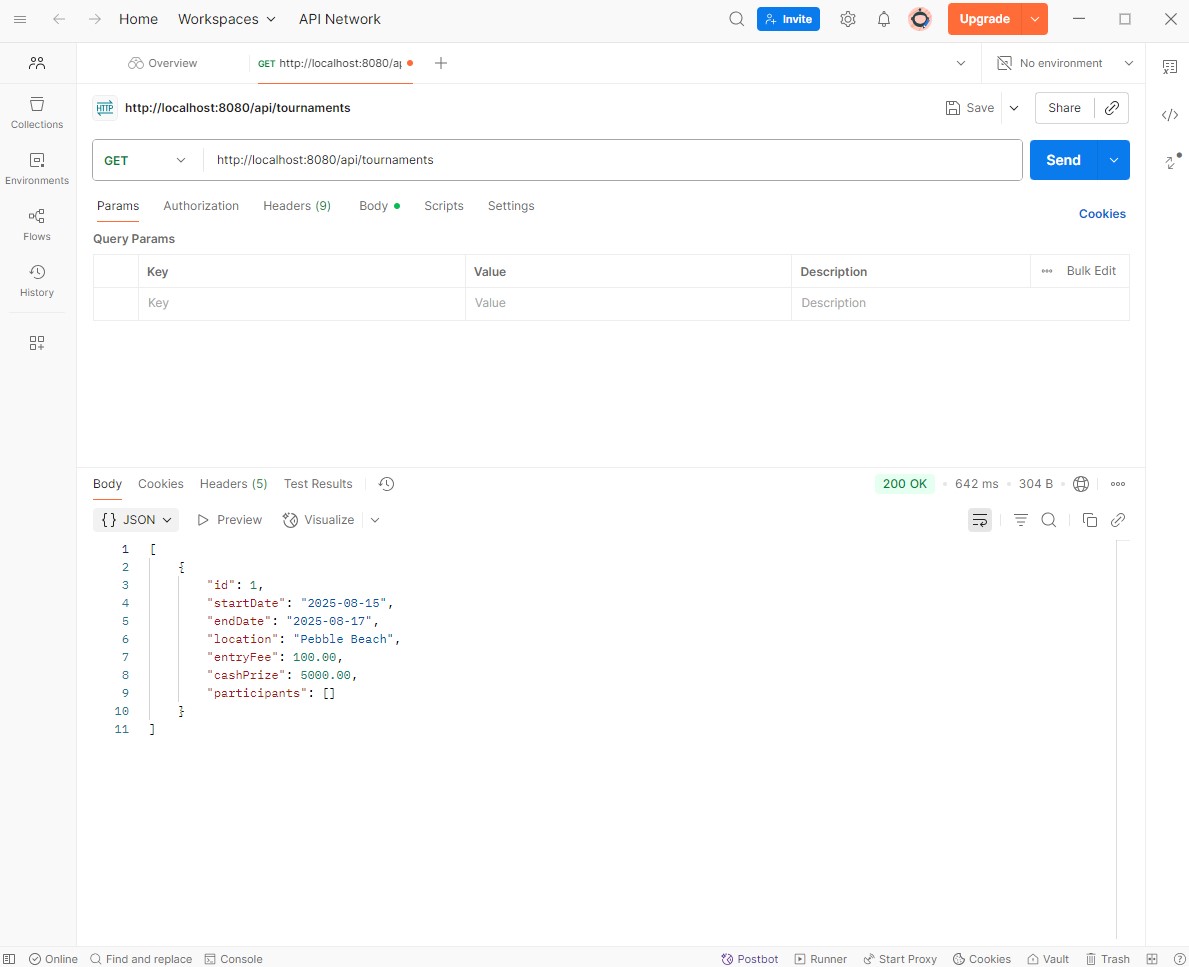 Home Workspaces API Network Invite Upgrade
Overview GET http://localhost:8080/ap No environment
HTTP http://localhost:8080/api/tournaments Save Share
Collections
GET http://localhost:8080/api/tournaments Send
Environments
Params Authorization Headers (9) Body Scripts Settings Cookies
Flows
Query Params
Key Value Description Bulk Edit
History
Key Value Description
Body Cookies Headers (5) Test Results 200 OK 642 ms 304 B
{} JSON Preview Visualize
1 [
2 {
3 "id": 1,
4 "startDate": "2025-08-15",
5 "endDate": "2025-08-17",
6 "location": "Pebble Beach",
7 "entryFee": 100.00,
8 "cashPrize": 5000.00,
9 "participants": []
10 }
11 ]
Online Find and replace Console Postbot Runner Start Proxy Cookies Vault Trash